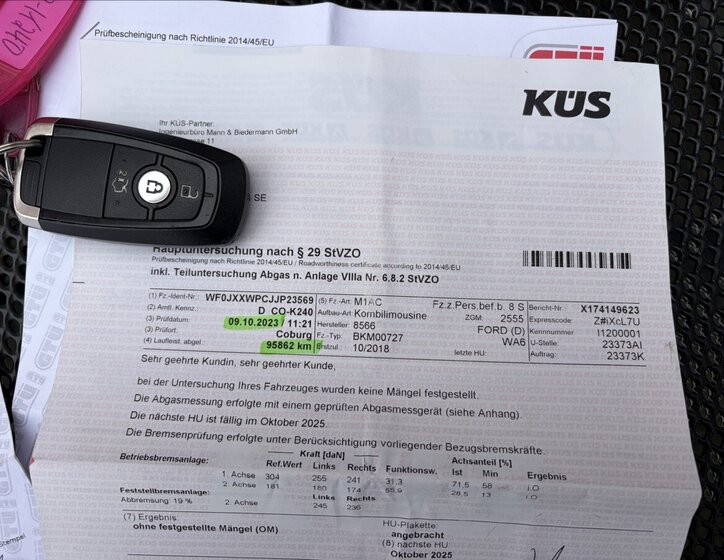 Prüfbescheinigung nach Richtlinie 2014/45/EU
KÜS
Ihr KÜS-Partner:
Ingenieurbüro Mann & Biedermann GmbH
11
SE
Hauptuntersuchung nach § 29 StVZO
Prüfbescheinigung nach Richtlinie 2014/45/EU / Roadworthiness certificate according to 2014/45/EU
inkl. Teiluntersuchung Abgas n. Anlage VIIIa Nr. 6.8.2 StVZO
(1) Fz.-Ident-Nr.: WF0JXXWPCJJP23569 (5) Fz.-Art: M1AC Fz.z.Pers.bef.b. 8 S Bericht-Nr. X174149623
(2) Amtl. Kennz. D CO-K240 Aufbau-Art: Kombilimousine ZGM: 2555 Expresscode: Z#iXcL7U
(3) Prüfdatum: 09.10.2023 / 11:21 Hersteller: 8566 FORD (D) Kennnummer I1200001
(3) Prüfort: Coburg Fz.-Typ: BKM00727 WA6 U-Stelle: 23373AI
(4) Laufleist. abgel.: 95862 km Erstzul.: 10/2018 letzte HU: Auftrag: 23373K
Sehr geehrte Kundin, sehr geehrter Kunde,
bei der Untersuchung Ihres Fahrzeuges wurden keine Mängel festgestellt.
Die Abgasmessung erfolgte mit einem geprüften Abgasmessgerät (siehe Anhang).
Die nächste HU ist fällig im Oktober 2025.
Die Bremsenprüfung erfolgte unter Berücksichtigung vorliegender Bezugsbremskräfte.
Kraft [daN] Achsanteil [%]
Betriebsbremsanlage: Ref.Wert Links Rechts Funktionsw. Ist Min Ergebnis
1. Achse 304 255 241 31.3 71.5 58 i.O
2. Achse 181 180 174 55.9 28.5 13 i.O
Feststellbremsanlage: Links Rechts
Abbremsung: 19 % 2. Achse 245 236
(7) Ergebnis: HU-Plakette:
ohne festgestellte Mängel (OM) angebracht
(8) nächste HU:
Oktober 2025